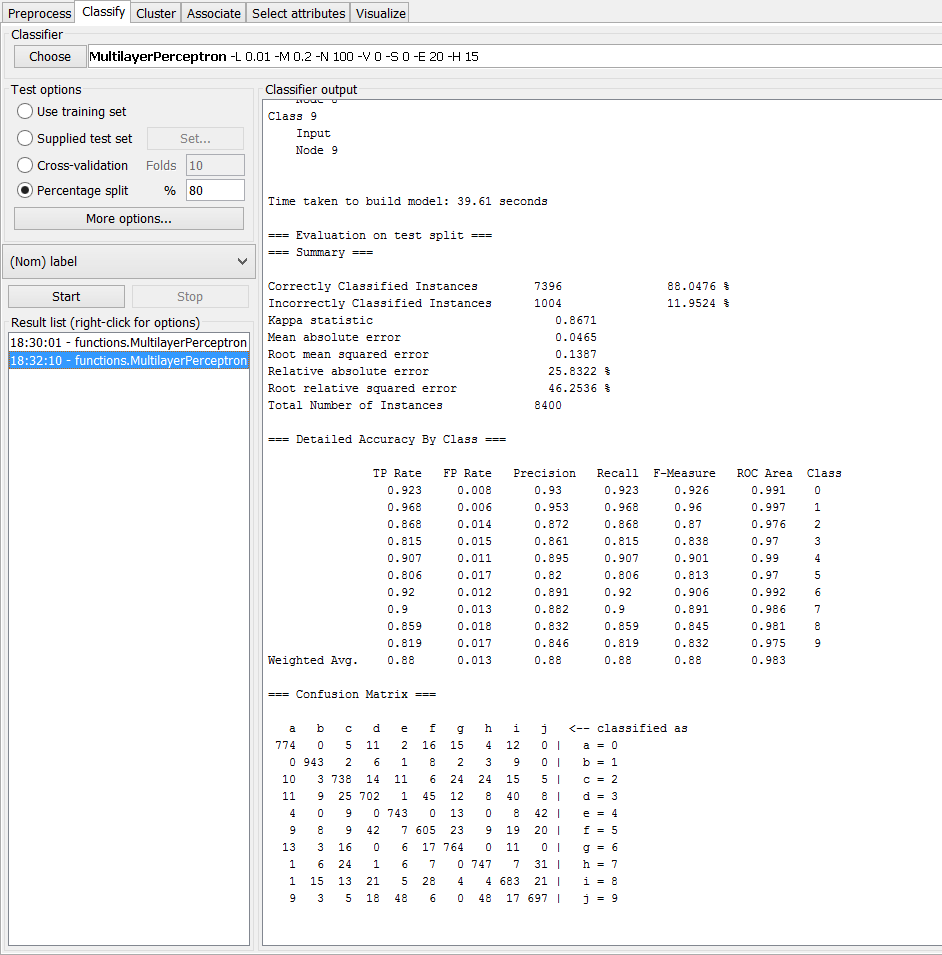 Preprocess Classify Cluster Associate Select attributes Visualize
Classifier
Choose MultilayerPerceptron -L 0.01 -M 0.2 -N 100 -V 0 -S 0 -E 20 -H 15
Test options
Use training set
Supplied test set Set...
Cross-validation Folds 10
Percentage split % 80
More options...
(Nom) label
Start Stop
Result list (right-click for options)
18:30:01 - functions.MultilayerPerceptron
18:32:10 - functions.MultilayerPerceptron
Classifier output
Class 9
Input
Node 9
Time taken to build model: 39.61 seconds
=== Evaluation on test split ===
=== Summary ===
Correctly Classified Instances 7396 88.0476 %
Incorrectly Classified Instances 1004 11.9524 %
Kappa statistic 0.8671
Mean absolute error 0.0465
Root mean squared error 0.1387
Relative absolute error 25.8322 %
Root relative squared error 46.2536 %
Total Number of Instances 8400
=== Detailed Accuracy By Class ===
TP Rate FP Rate Precision Recall F-Measure ROC Area Class
0.923 0.008 0.93 0.923 0.926 0.991 0
0.968 0.006 0.953 0.968 0.96 0.997 1
0.868 0.014 0.872 0.868 0.87 0.976 2
0.815 0.015 0.861 0.815 0.838 0.97 3
0.907 0.011 0.895 0.907 0.901 0.99 4
0.806 0.017 0.82 0.806 0.813 0.97 5
0.92 0.012 0.891 0.92 0.906 0.992 6
0.9 0.013 0.882 0.9 0.891 0.986 7
0.859 0.018 0.832 0.859 0.845 0.981 8
0.819 0.017 0.846 0.819 0.832 0.975 9
Weighted Avg. 0.88 0.013 0.88 0.88 0.88 0.983
=== Confusion Matrix ===
a b c d e f g h i j <-- classified as
774 0 5 11 2 16 15 4 12 0 | a = 0
0 943 2 6 1 8 2 3 9 0 | b = 1
10 3 738 14 11 6 24 24 15 5 | c = 2
11 9 25 702 1 45 12 8 40 8 | d = 3
4 0 9 0 743 0 13 0 8 42 | e = 4
9 8 9 42 7 605 23 9 19 20 | f = 5
13 3 16 0 6 17 764 0 11 0 | g = 6
1 6 24 1 6 7 0 747 7 31 | h = 7
1 15 13 21 5 28 4 4 683 21 | i = 8
9 3 5 18 48 6 0 48 17 697 | j = 9